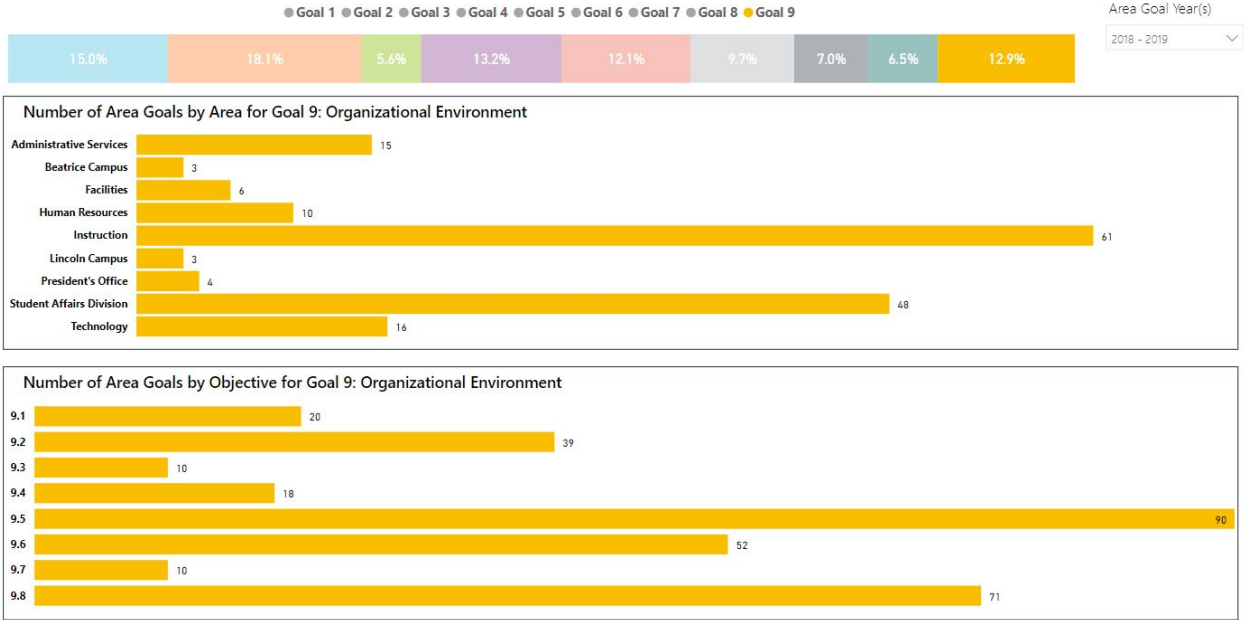 Goal 1 Goal 2 Goal 3 Goal 4 Goal 5 Goal 6 Goal 7 Goal 8 Goal 9
Area Goal Year(s)
2018 - 2019
15.0% 18.1% 5.6% 13.2% 12.1% 9.7% 7.0% 6.5% 12.9%
Number of Area Goals by Area for Goal 9: Organizational Environment
Administrative Services 15
Beatrice Campus 3
Facilities 6
Human Resources 10
Instruction 61
Lincoln Campus 3
President's Office 4
Student Affairs Division 48
Technology 16
Number of Area Goals by Objective for Goal 9: Organizational Environment
9.1 20
9.2 39
9.3 10
9.4 18
9.5 90
9.6 52
9.7 10
9.8 71